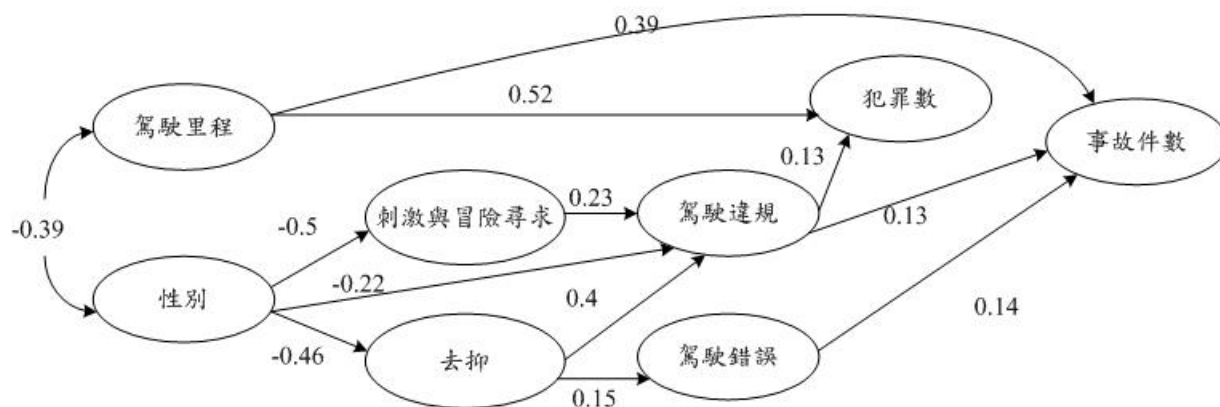 0.39
犯罪數
0.52
駕駛里程
事故件數
0.13
刺激與冒險尋求
0.23
駕駛違規
0.13
-0.39
-0.5
-0.22
性別
0.4
0.14
駕駛錯誤
-0.46
去抑
0.15